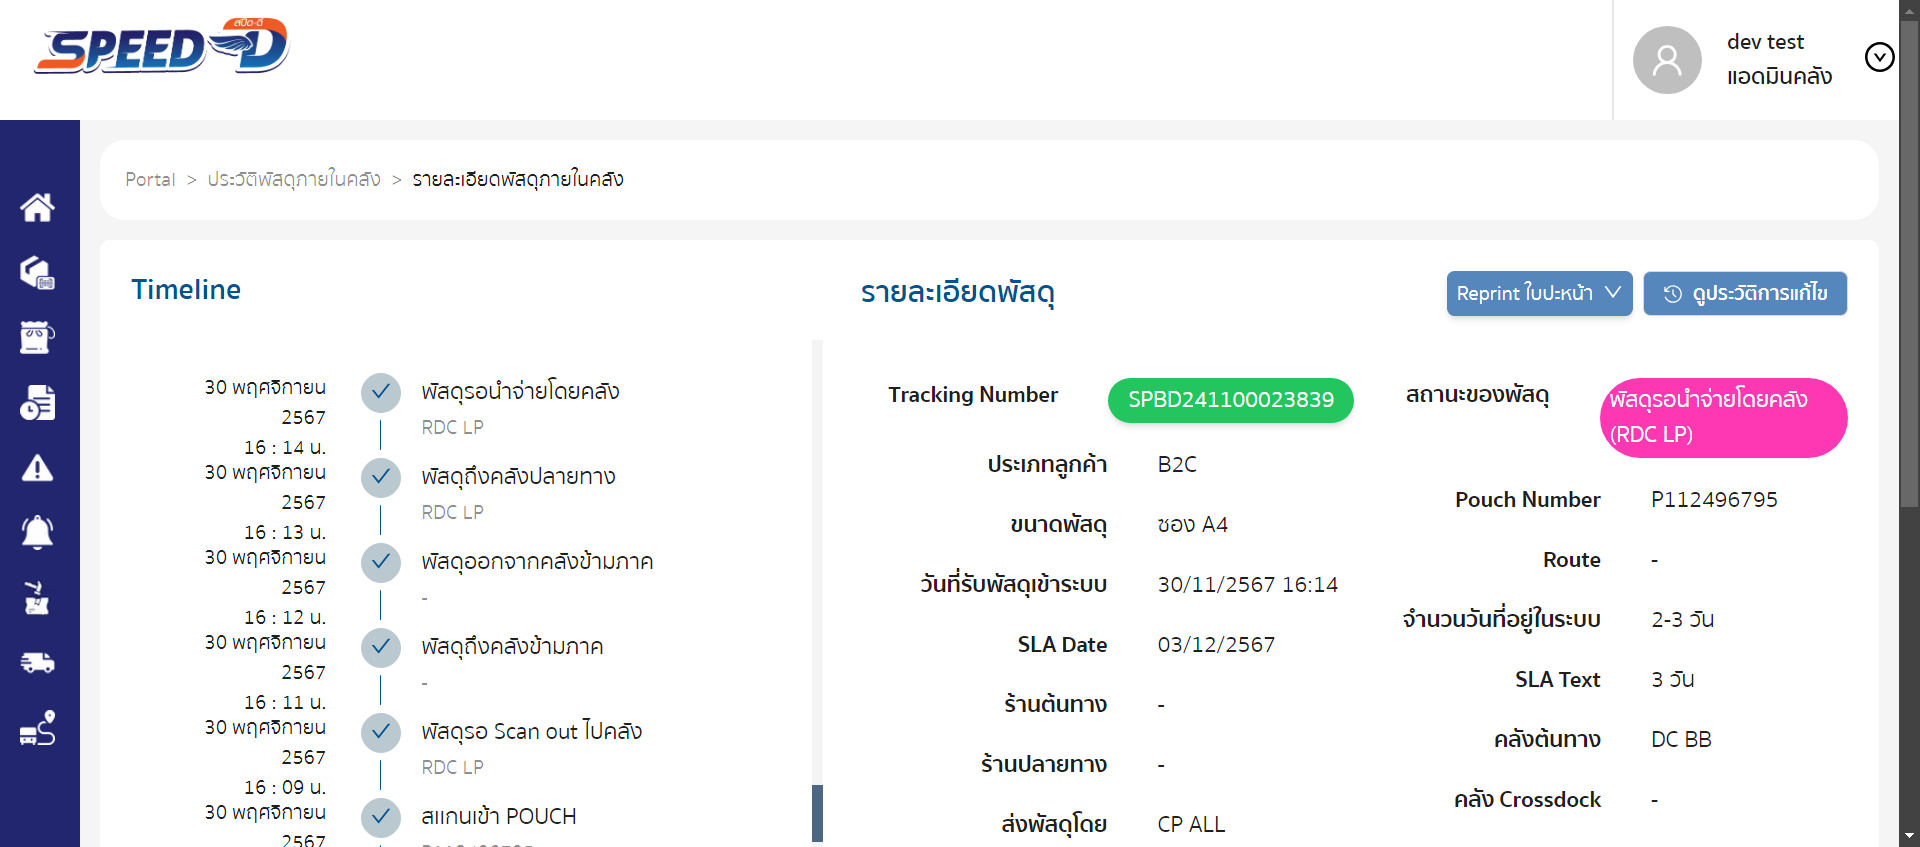 สปีด-ดี
SPEED-D
dev test
แอดมินคลัง
Portal > ประวัติพัสดุภายในคลัง > รายละเอียดพัสดุภายในคลัง
Timeline
30 พฤศจิกายน
2567
16 : 14 น.
พัสดุรอนำจ่ายโดยคลัง
RDC LP
30 พฤศจิกายน
2567
16 : 13 น.
พัสดุถึงคลังปลายทาง
RDC LP
30 พฤศจิกายน
2567
16 : 12 น.
พัสดุออกจากคลังข้ามภาค
-
30 พฤศจิกายน
2567
16 : 11 น.
พัสดุถึงคลังข้ามภาค
-
30 พฤศจิกายน
2567
16 : 09 น.
พัสดุรอ Scan out ไปคลัง
RDC LP
30 พฤศจิกายน
2567
สแกนเข้า POUCH
รายละเอียดพัสดุ
Reprint ใบปะหน้า
ดูประวัติการแก้ไข
Tracking Number SPBD241100023839
ประเภทลูกค้า B2C
ขนาดพัสดุ ซอง A4
วันที่รับพัสดุเข้าระบบ 30/11/2567 16:14
SLA Date 03/12/2567
ร้านต้นทาง -
ร้านปลายทาง -
ส่งพัสดุโดย CP ALL
สถานะของพัสดุ พัสดุรอนำจ่ายโดยคลัง
(RDC LP)
Pouch Number P112496795
Route -
จำนวนวันที่อยู่ในระบบ 2-3 วัน
SLA Text 3 วัน
คลังต้นทาง DC BB
คลัง Crossdock -